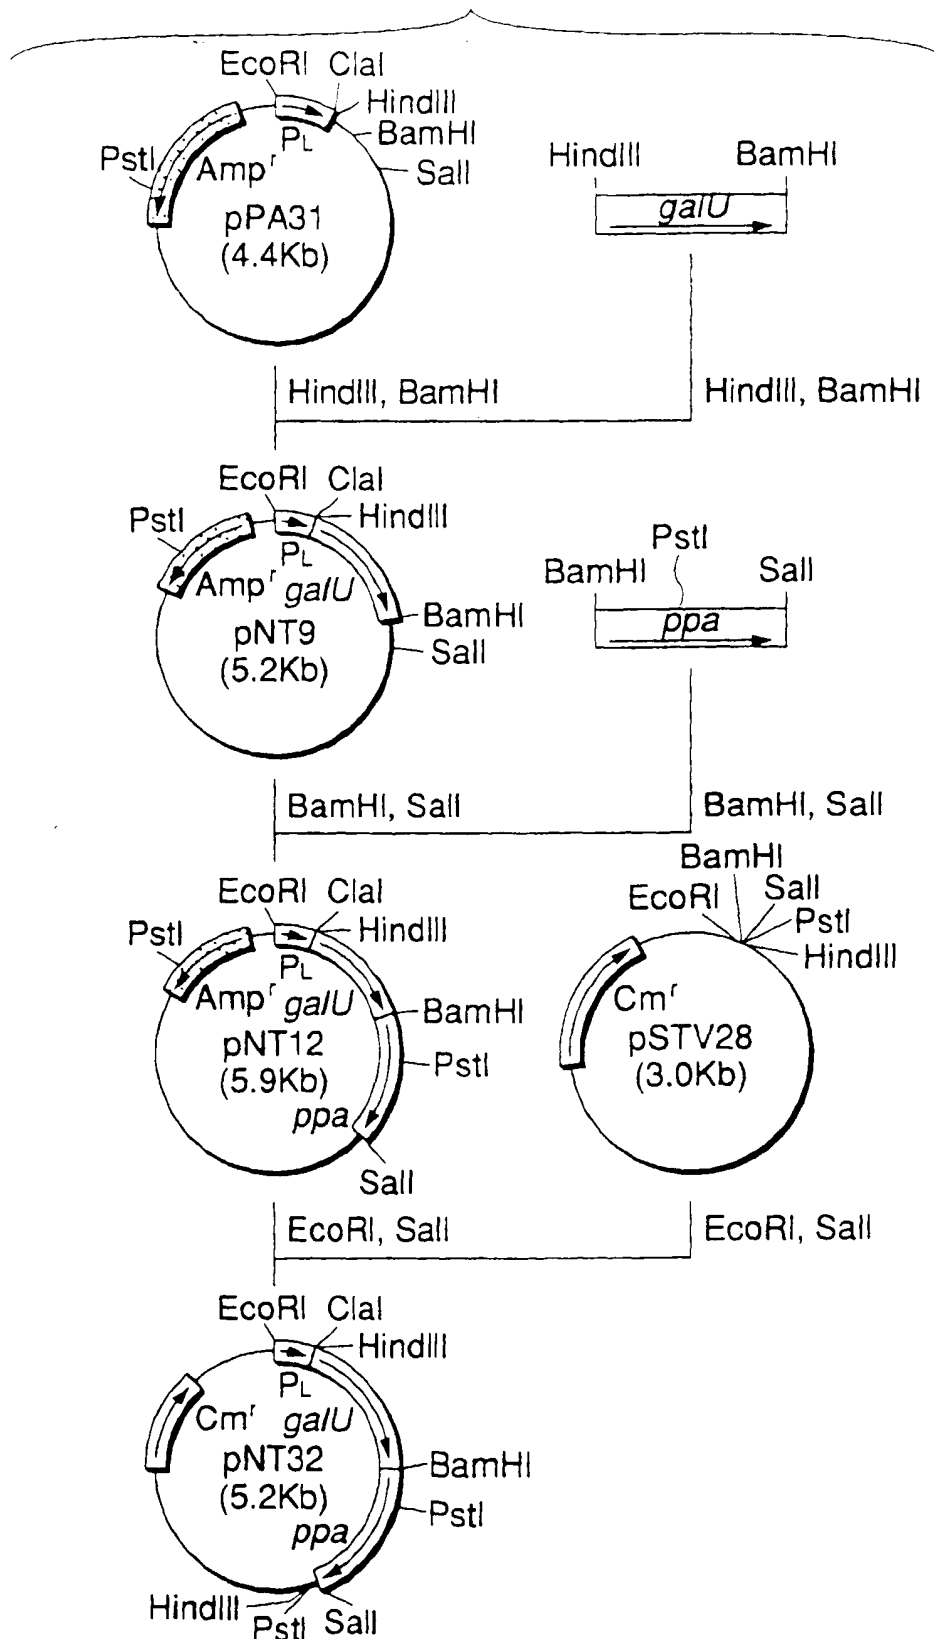 EcoRI ClaI
HindIII
BamHI
SalI
PstI
PL
Ampʳ
pPA31
(4.4Kb)
HindIII BamHI
galU
HindIII, BamHI
HindIII, BamHI
EcoRI ClaI
HindIII
PstI
PL
Ampʳ galU
BamHI
SalI
pNT9
(5.2Kb)
PstI
BamHI SalI
ppa
BamHI, SalI
BamHI, SalI
EcoRI ClaI
HindIII
PstI
PL
Ampʳ galU
BamHI
pNT12
(5.9Kb)
PstI
ppa
SalI
BamHI
EcoRI SalI
PstI
HindIII
Cmʳ
pSTV28
(3.0Kb)
EcoRI, SalI
EcoRI, SalI
EcoRI ClaI
HindIII
PL
Cmʳ galU
pNT32
(5.2Kb)
BamHI
PstI
ppa
HindIII
PstI SalI